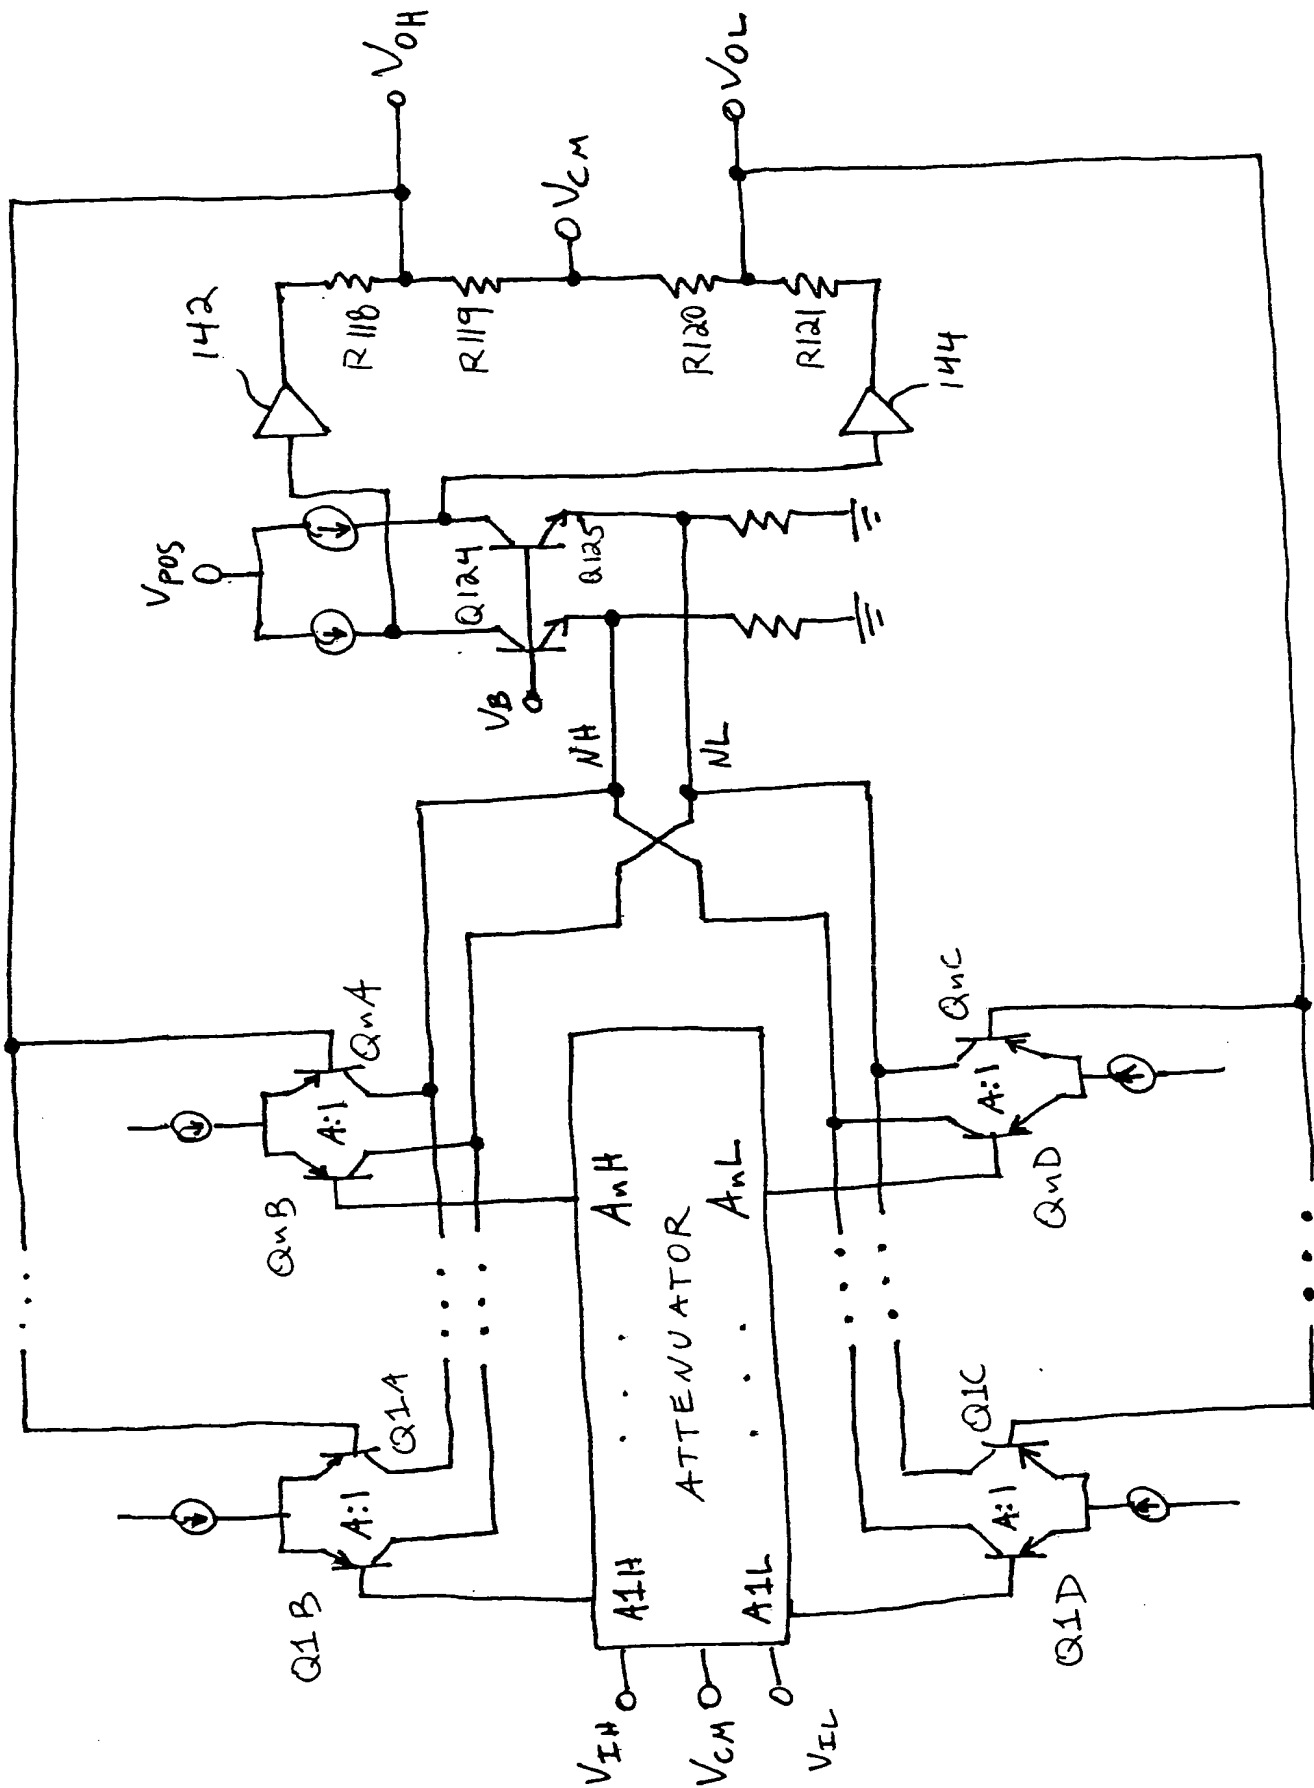 VOH
VOL
VCM
142
R118
R119
R120
R121
144
VPOS
Q124
Q125
VB
NH
NL
QnA
A:1
QnB
QnC
A:1
QnD
AnH
AnL
ATTENUATOR
A1H
A1L
Q1A
A:1
Q1B
Q1C
A:1
Q1D
VIH
VCM
VIL